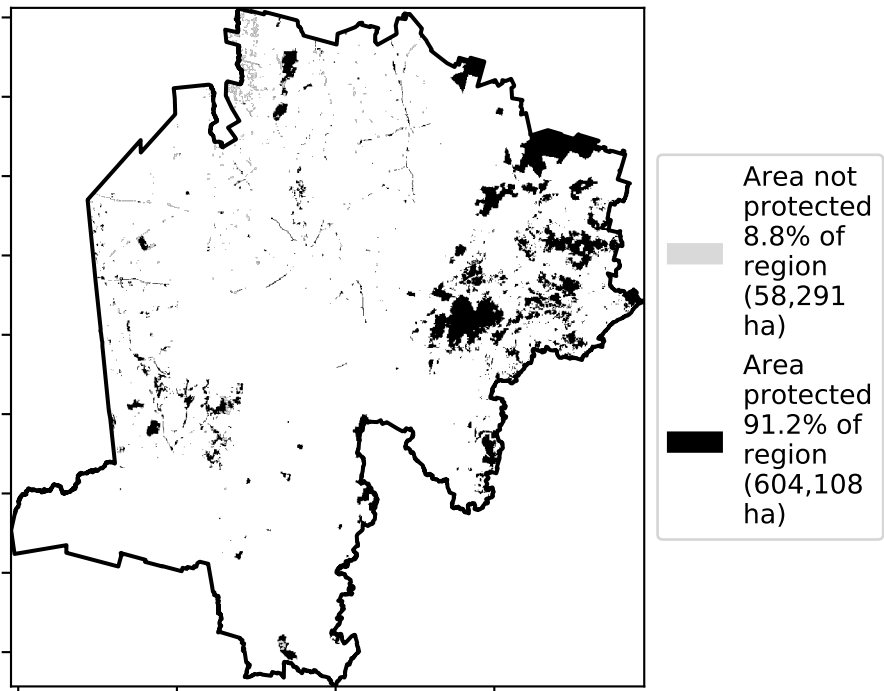 Area not
protected
8.8% of
region
(58,291
ha)
Area
protected
91.2% of
region
(604,108
ha)